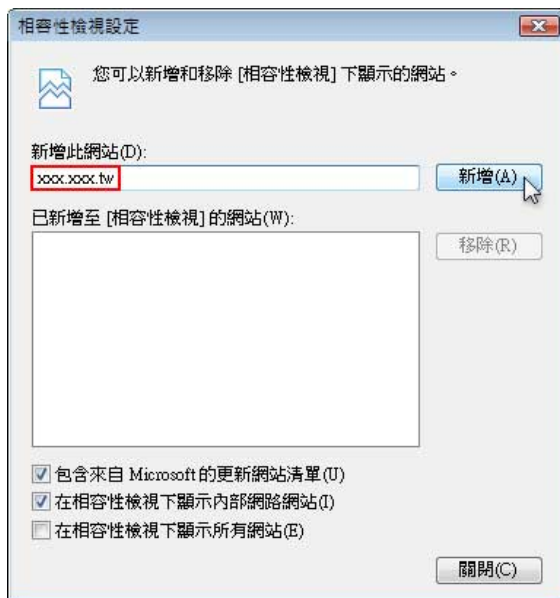 相容性檢視設定
您可以新增和移除 [相容性檢視] 下顯示的網站。
新增此網站(D):
xxx.xxx.tw
新增(A)
已新增至 [相容性檢視] 的網站(W):
移除(R)
包含來自 Microsoft 的更新網站清單(U)
在相容性檢視下顯示內部網路網站(I)
在相容性檢視下顯示所有網站(E)
關閉(C)